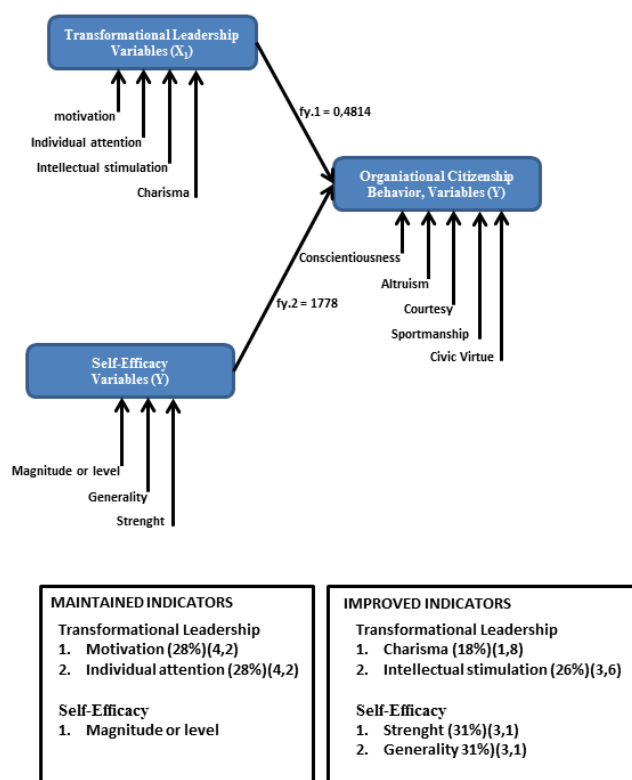 Transformational Leadership
Variables (X₁)
motivation
Individual attention
Intellectual stimulation
Charisma
fy.1 = 0,4814
Organiational Citizenship
Behavior, Variables (Y)
Conscientiousness
Altruism
Courtesy
Sportmanship
Civic Virtue
fy.2 = 1778
Self-Efficacy
Variables (Y)
Magnitude or level
Generality
Strenght
MAINTAINED INDICATORS
Transformational Leadership
1. Motivation (28%)(4,2)
2. Individual attention (28%)(4,2)
Self-Efficacy
1. Magnitude or level
IMPROVED INDICATORS
Transformational Leadership
1. Charisma (18%)(1,8)
2. Intellectual stimulation (26%)(3,6)
Self-Efficacy
1. Strenght (31%)(3,1)
2. Generality 31%)(3,1)